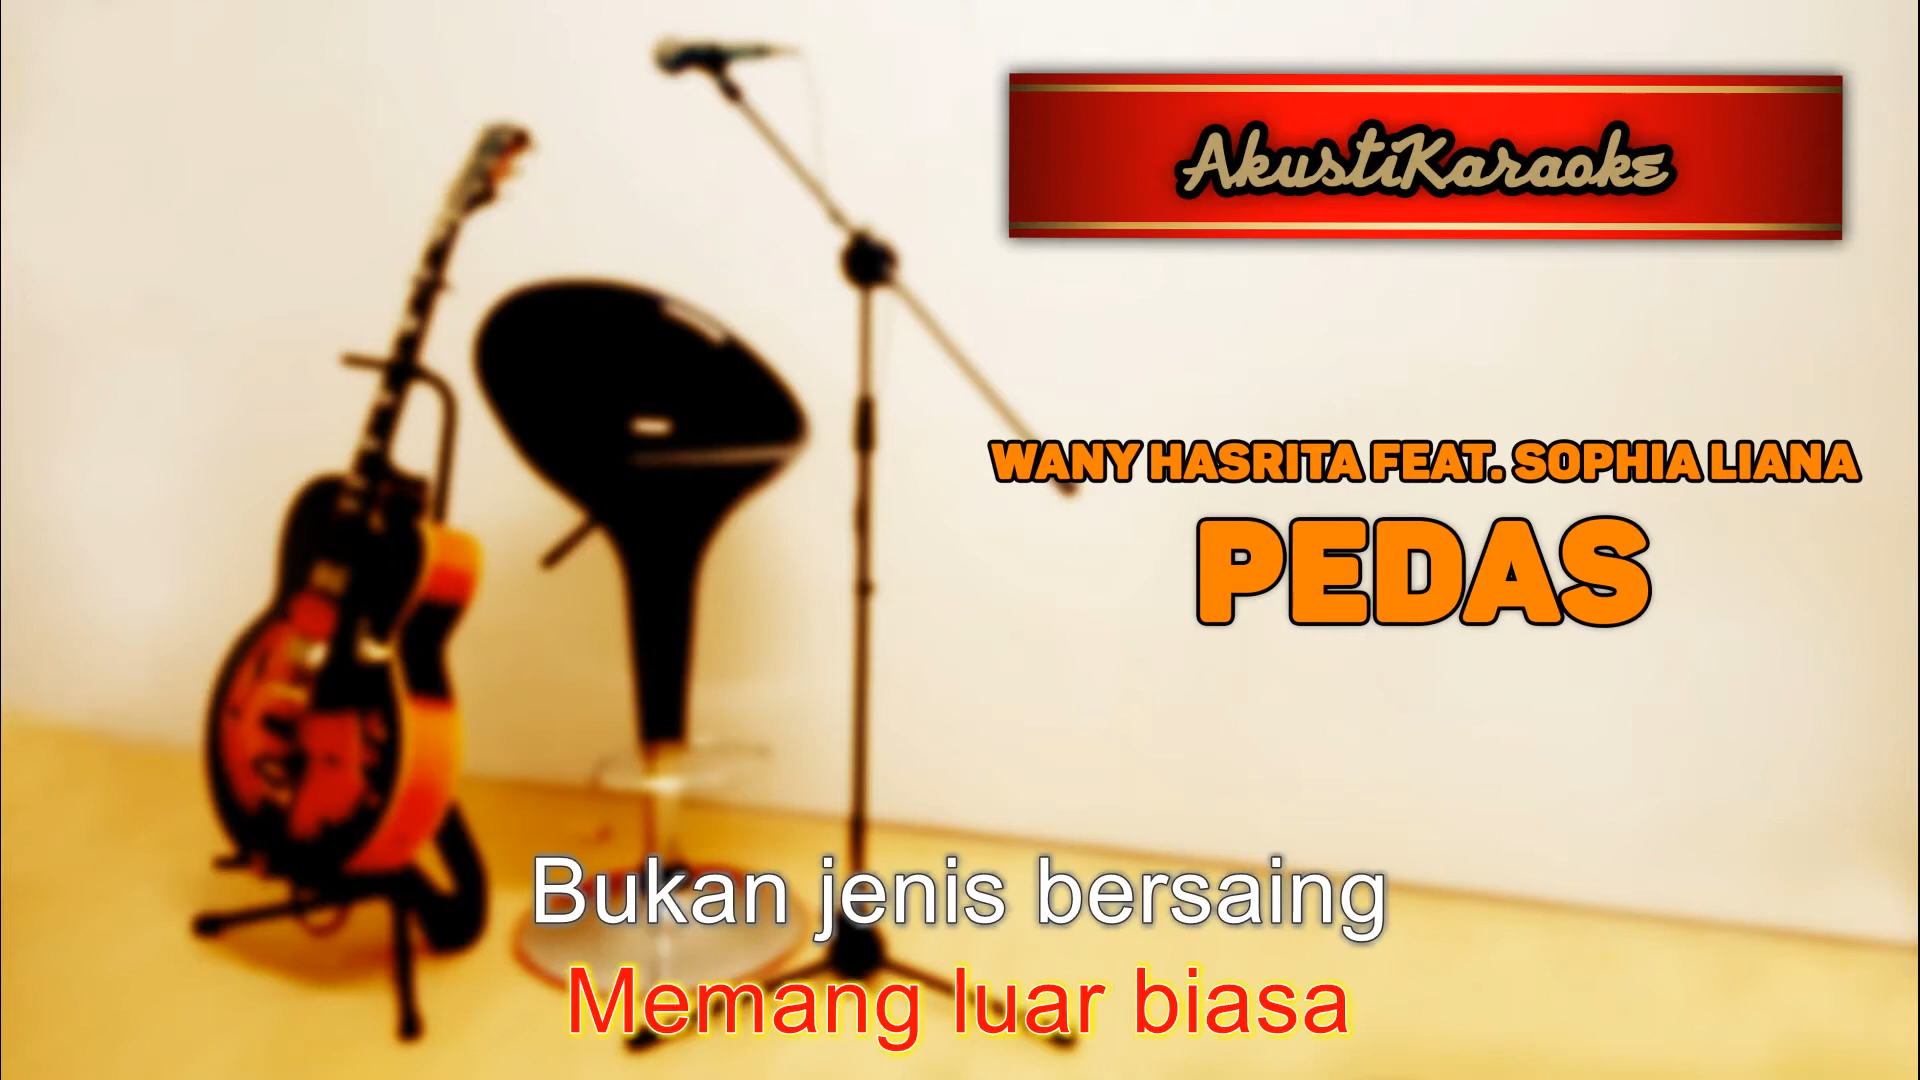 AkustiKaraoke
WANY HASRITA FEAT. SOPHIA LIANA
PEDAS
Bukan jenis bersaing
Memang luar biasa